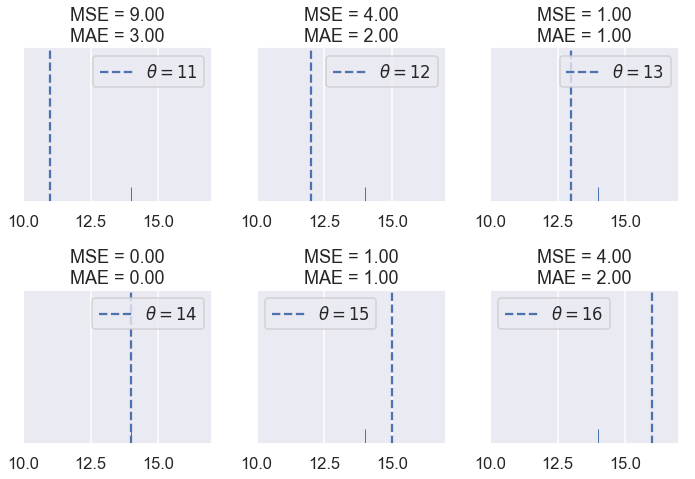 MSE = 9.00
MAE = 3.00
θ = 11
10.0 12.5 15.0
MSE = 4.00
MAE = 2.00
θ = 12
10.0 12.5 15.0
MSE = 1.00
MAE = 1.00
θ = 13
10.0 12.5 15.0
MSE = 0.00
MAE = 0.00
θ = 14
10.0 12.5 15.0
MSE = 1.00
MAE = 1.00
θ = 15
10.0 12.5 15.0
MSE = 4.00
MAE = 2.00
θ = 16
10.0 12.5 15.0